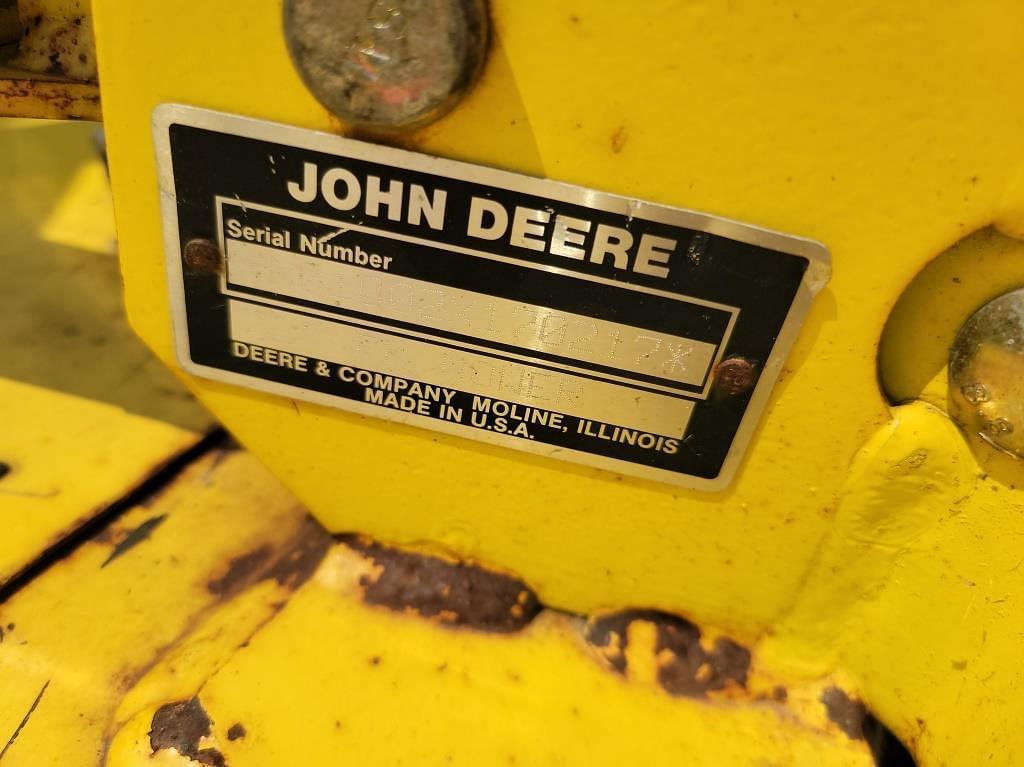 JOHN DEERE
Serial Number
DEERE & COMPANY MOLINE, ILLINOIS
MADE IN U.S.A.